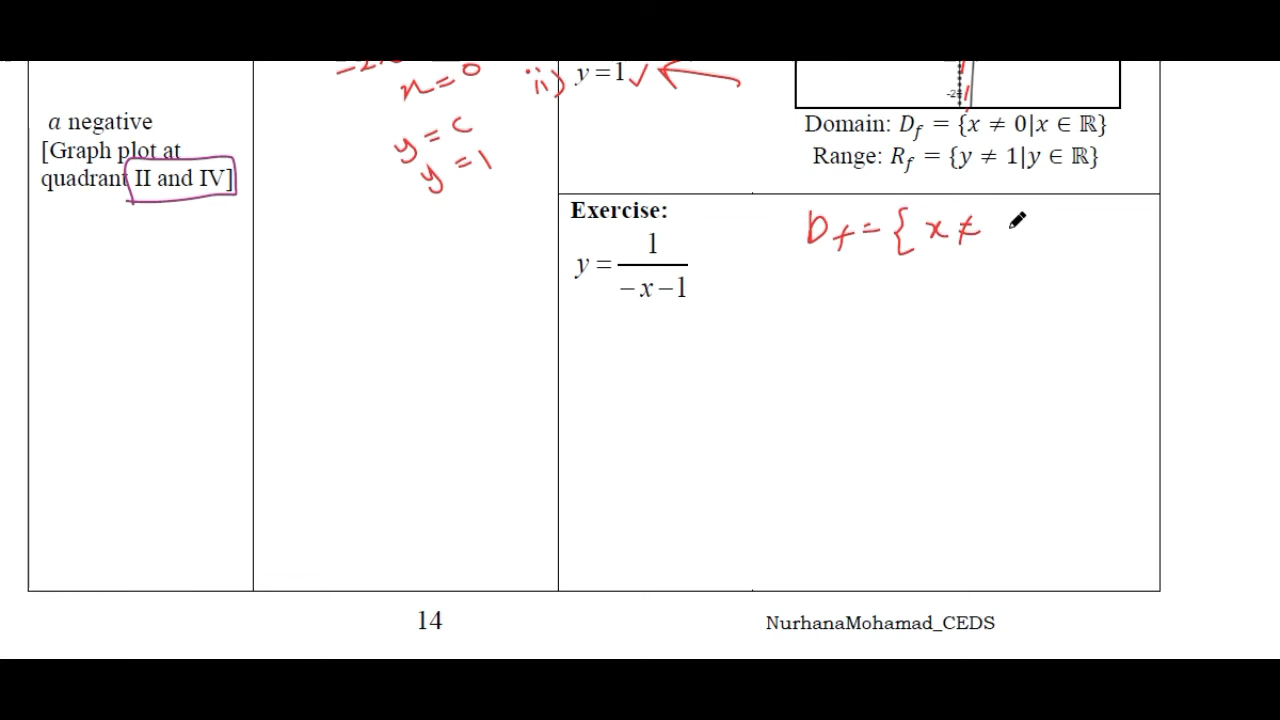 a negative
[Graph plot at
quadrant II and IV]
x = 0
y = c
y = 1
ii) y = 1 ✓
-2
Domain: D_f = {x ≠ 0|x ∈ ℝ}
Range: R_f = {y ≠ 1|y ∈ ℝ}
Exercise:
y = 1/(−x−1)
D_f = { x ≠
14
NurhanaMohamad_CEDS